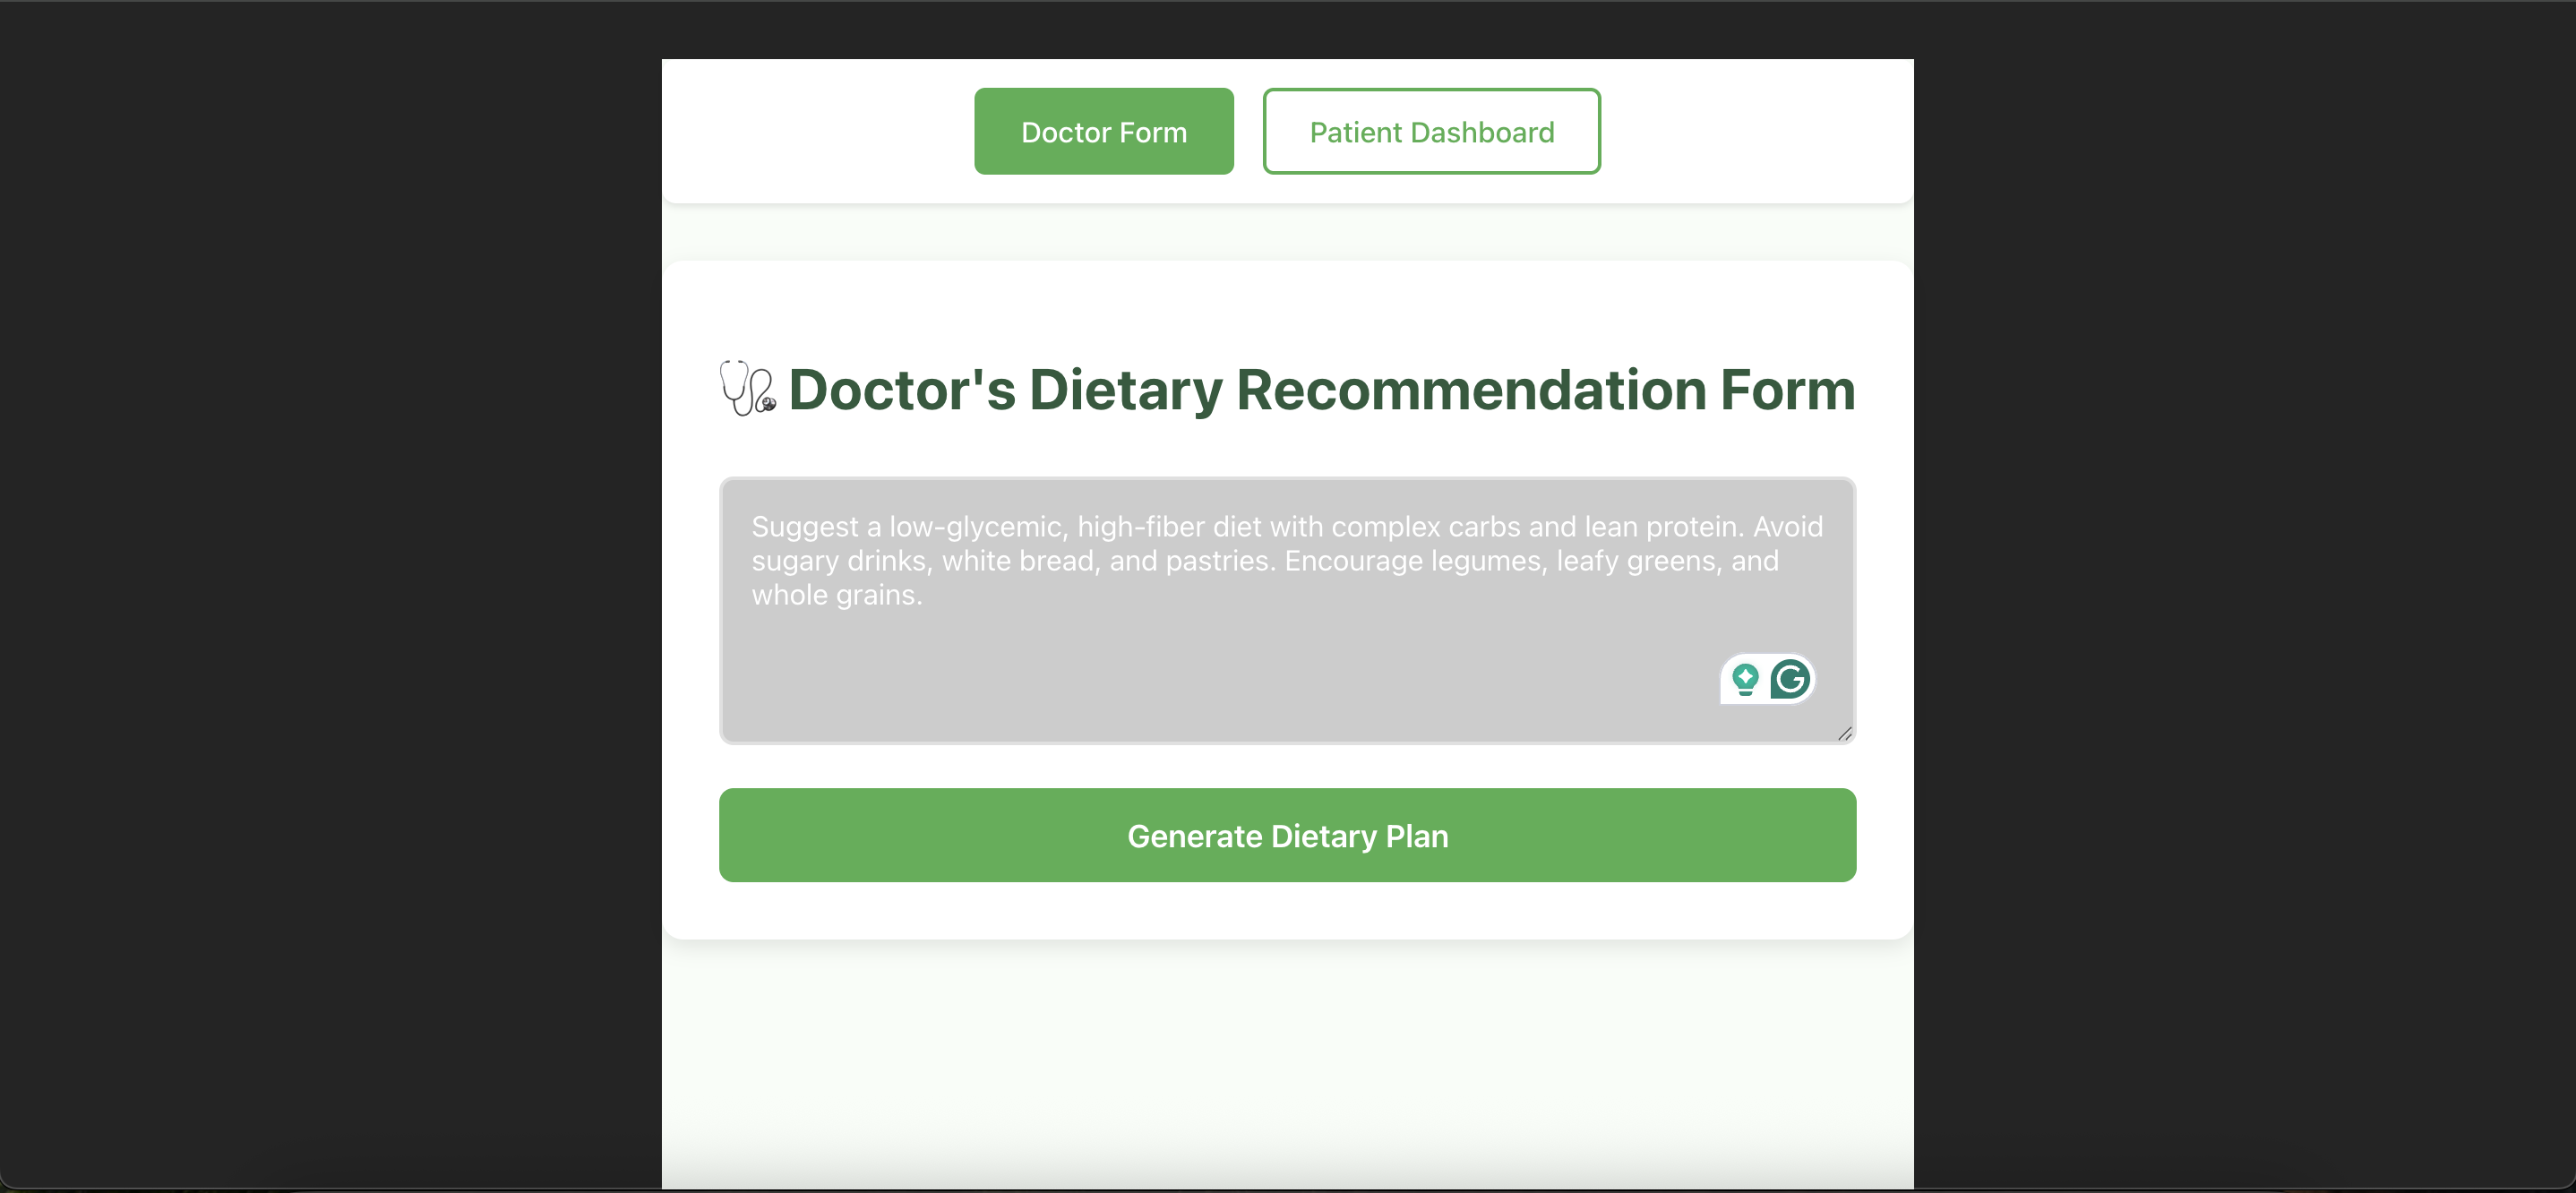 Doctor Form
Patient Dashboard
Doctor's Dietary Recommendation Form
Suggest a low-glycemic, high-fiber diet with complex carbs and lean protein. Avoid
sugary drinks, white bread, and pastries. Encourage legumes, leafy greens, and
whole grains.
Generate Dietary Plan